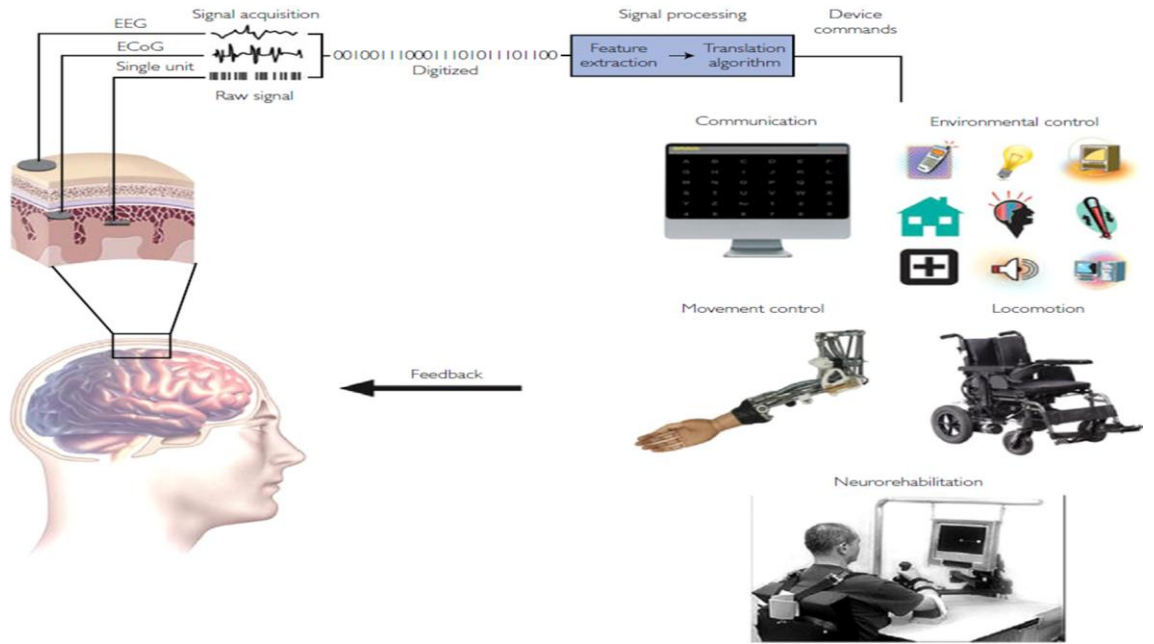 Signal acquisition
EEG
ECoG
Single unit
Raw signal
0010011100011101011101100
Digitized
Signal processing
Feature
extraction
Translation
algorithm
Device
commands
Communication
Environmental control
Movement control
Locomotion
Feedback
Neurorehabilitation